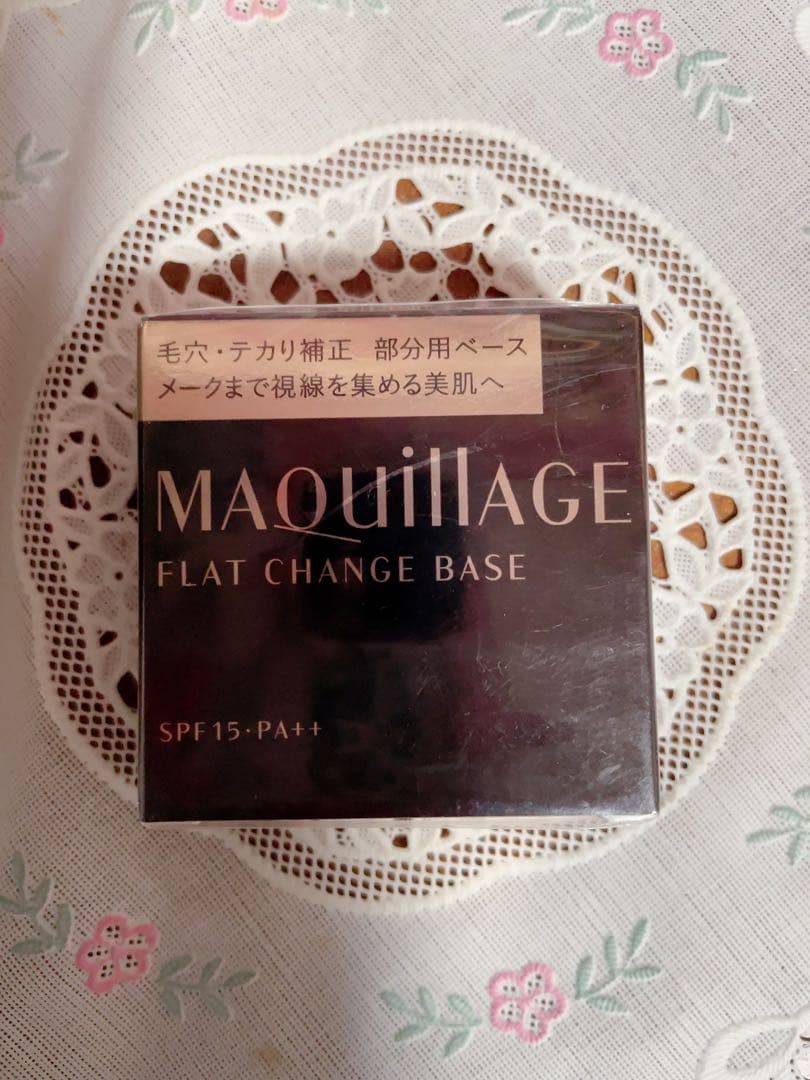 毛穴・テカリ補正 部分用ベース
メークまで視線を集める美肌へ
MAQuillAGE
FLAT CHANGE BASE
SPF15・PA++